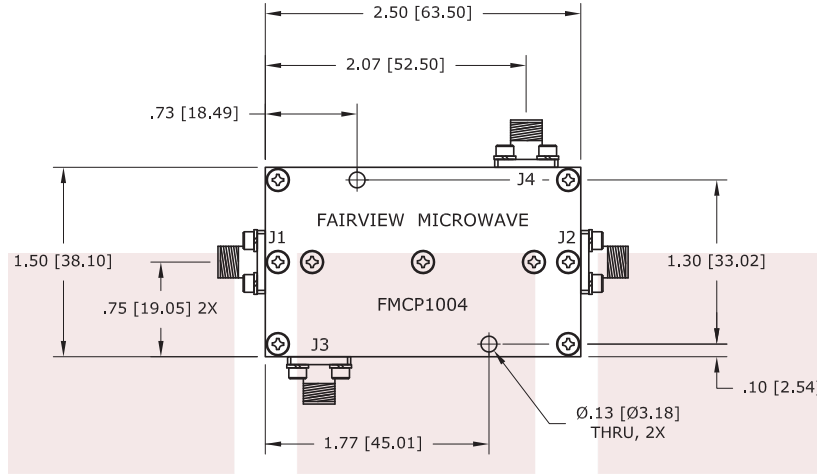 2.50 [63.50]
2.07 [52.50]
.73 [18.49]
J4
FAIRVIEW MICROWAVE
J1
J2
1.50 [38.10]
1.30 [33.02]
.75 [19.05] 2X
FMCP1004
J3
.10 [2.54]
Ø.13 [Ø3.18]
THRU, 2X
1.77 [45.01]